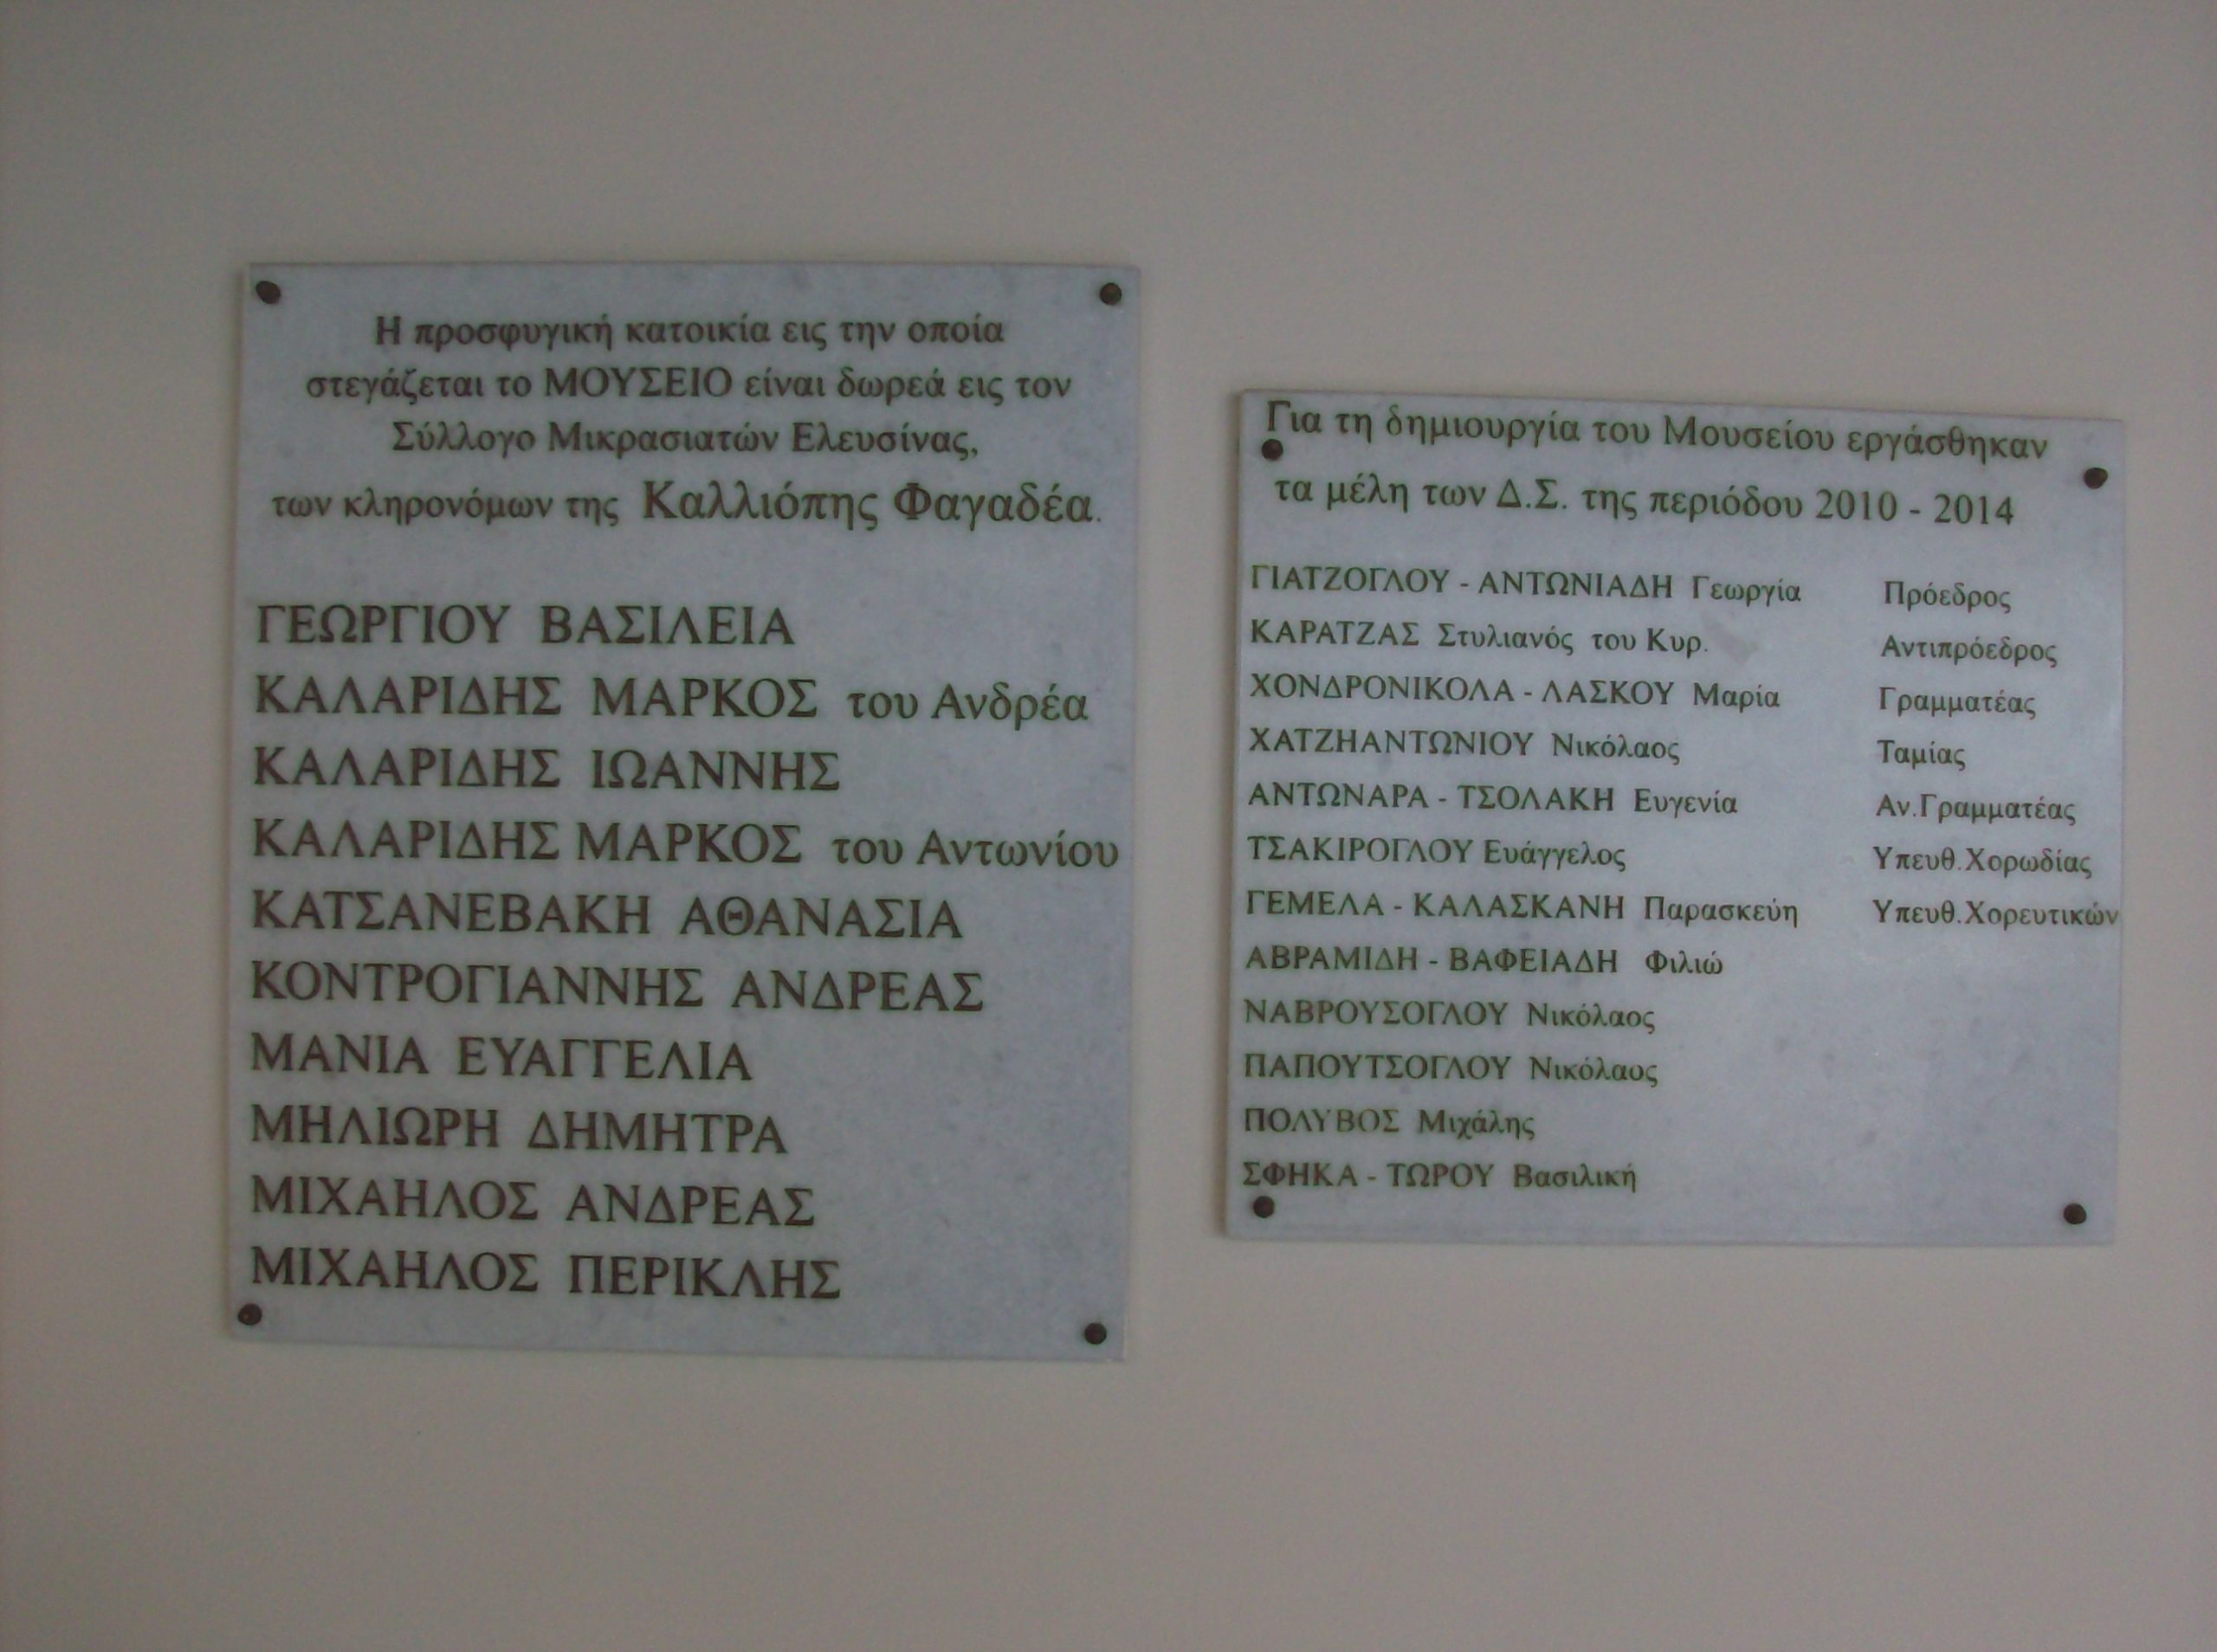 Η προσφυγική κατοικία εις την οποία
στεγάζεται το ΜΟΥΣΕΙΟ είναι δωρεά εις τον
Σύλλογο Μικρασιατών Ελευσίνας,
των κληρονόμων της Καλλιόπης Φαγαδέα.
ΓΕΩΡΓΙΟΥ ΒΑΣΙΛΕΙΑ
ΚΑΛΑΡΙΔΗΣ ΜΑΡΚΟΣ του Ανδρέα
ΚΑΛΑΡΙΔΗΣ ΙΩΑΝΝΗΣ
ΚΑΛΑΡΙΔΗΣ ΜΑΡΚΟΣ του Αντωνίου
ΚΑΤΣΑΝΕΒΑΚΗ ΑΘΑΝΑΣΙΑ
ΚΟΝΤΡΟΓΙΑΝΝΗΣ ΑΝΔΡΕΑΣ
ΜΑΝΙΑ ΕΥΑΓΓΕΛΙΑ
ΜΗΛΙΩΡΗ ΔΗΜΗΤΡΑ
ΜΙΧΑΗΛΟΣ ΑΝΔΡΕΑΣ
ΜΙΧΑΗΛΟΣ ΠΕΡΙΚΛΗΣ
Για τη δημιουργία του Μουσείου εργάσθηκαν
τα μέλη των Δ.Σ. της περιόδου 2010 - 2014
ΓΙΑΤΖΟΓΛΟΥ - ΑΝΤΩΝΙΑΔΗ Γεωργία Πρόεδρος
ΚΑΡΑΤΖΑΣ Στυλιανός του Κυρ. Αντιπρόεδρος
ΧΟΝΔΡΟΝΙΚΟΛΑ - ΛΑΣΚΟΥ Μαρία Γραμματέας
ΧΑΤΖΗΑΝΤΩΝΙΟΥ Νικόλαος Ταμίας
ΑΝΤΩΝΑΡΑ - ΤΣΟΛΑΚΗ Ευγενία Αν.Γραμματέας
ΤΣΑΚΙΡΟΓΛΟΥ Ευάγγελος Υπευθ.Χορωδίας
ΓΕΜΕΛΑ - ΚΑΛΑΣΚΑΝΗ Παρασκεύη Υπευθ.Χορευτικών
ΑΒΡΑΜΙΔΗ - ΒΑΦΕΙΑΔΗ Φιλιώ
ΝΑΒΡΟΥΣΟΓΛΟΥ Νικόλαος
ΠΑΠΟΥΤΣΟΓΛΟΥ Νικόλαος
ΠΟΛΥΒΟΣ Μιχάλης
ΣΦΗΚΑ - ΤΩΡΟΥ Βασιλική